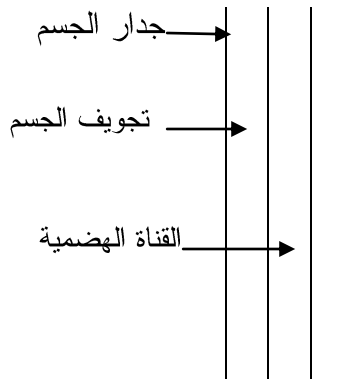 جدار الجسم
تجويف الجسم
القناة الهضمية